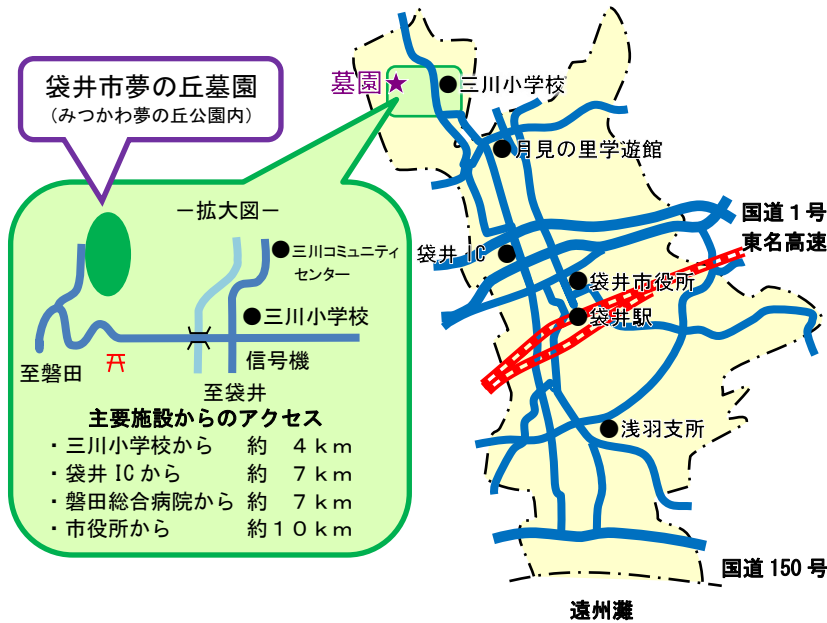 袋井市夢の丘墓園
(みつかわ夢の丘公園内)
墓園★
三川小学校
月見の里学遊館
国道1号
東名高速
袋井 IC
袋井市役所
袋井駅
浅羽支所
国道 150 号
遠州灘
－拡大図－
三川コミュニティ
センター
三川小学校
信号機
至磐田
至袋井
主要施設からのアクセス
・三川小学校から 約 ４ｋｍ
・袋井 IC から 約 ７ｋｍ
・磐田総合病院から 約 ７ｋｍ
・市役所から 約１０ｋｍ